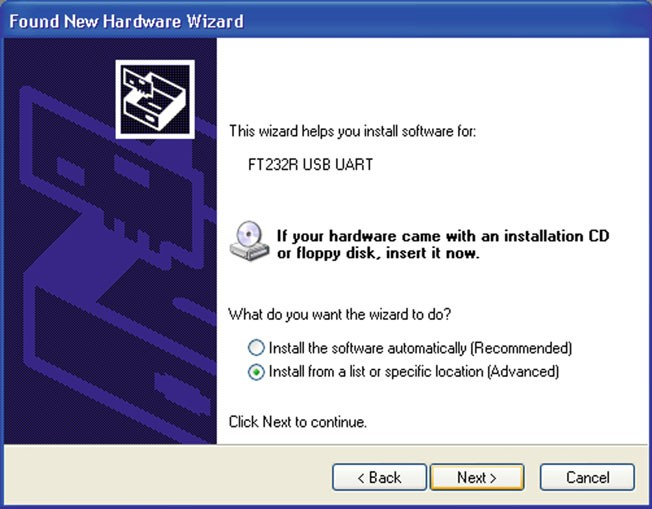 Found New Hardware Wizard
This wizard helps you install software for:
FT232R USB UART
If your hardware came with an installation CD
or floppy disk, insert it now.
What do you want the wizard to do?
Install the software automatically (Recommended)
Install from a list or specific location (Advanced)
Click Next to continue.
< Back
Next >
Cancel